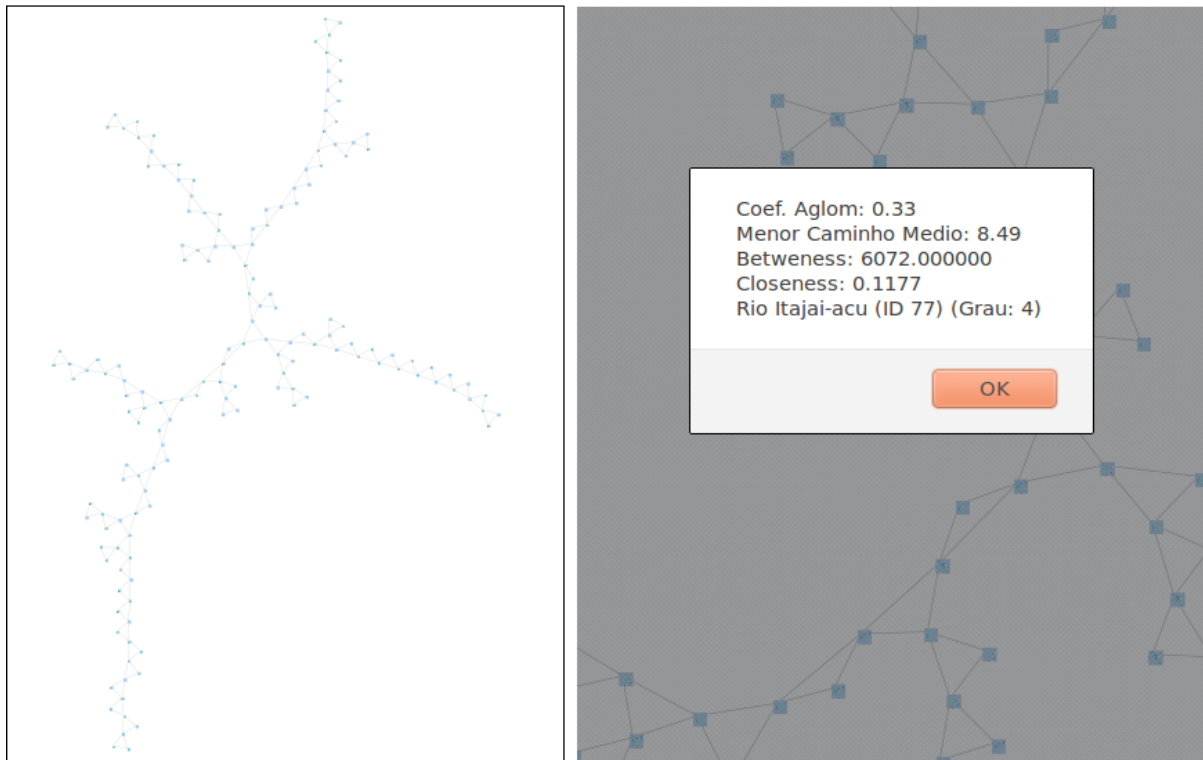 Coef. Aglom: 0.33
Menor Caminho Medio: 8.49
Betweness: 6072.000000
Closeness: 0.1177
Rio Itajai-acu (ID 77) (Grau: 4)
OK